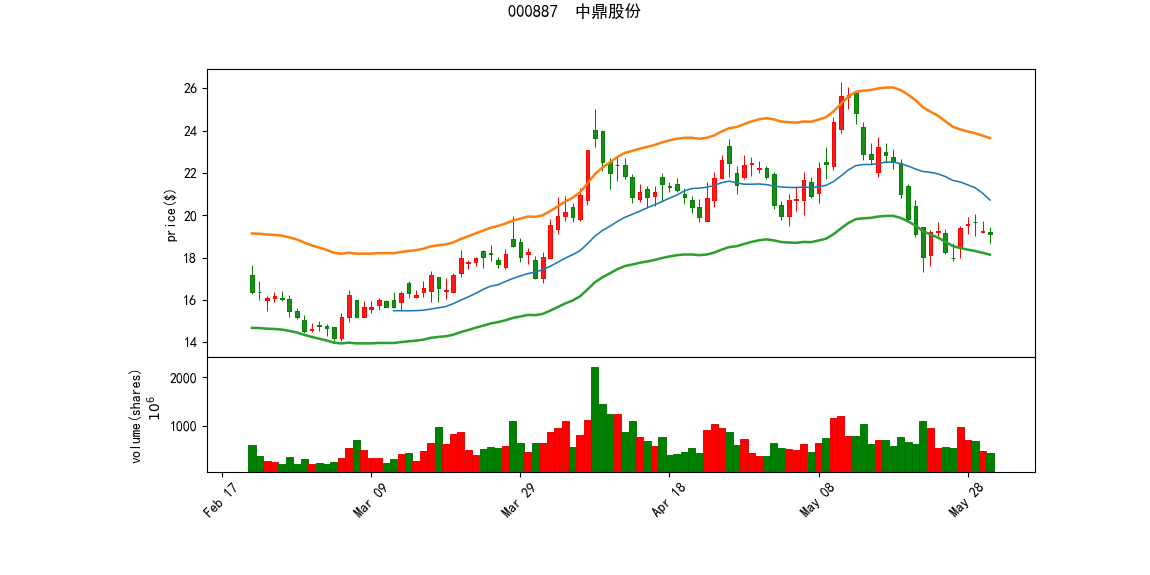 000887 中鼎股份
26
24
22
20
18
16
14
price($)
2000
1000
volume(shares)
10^6
Feb 17
Mar 09
Mar 29
Apr 18
May 08
May 28